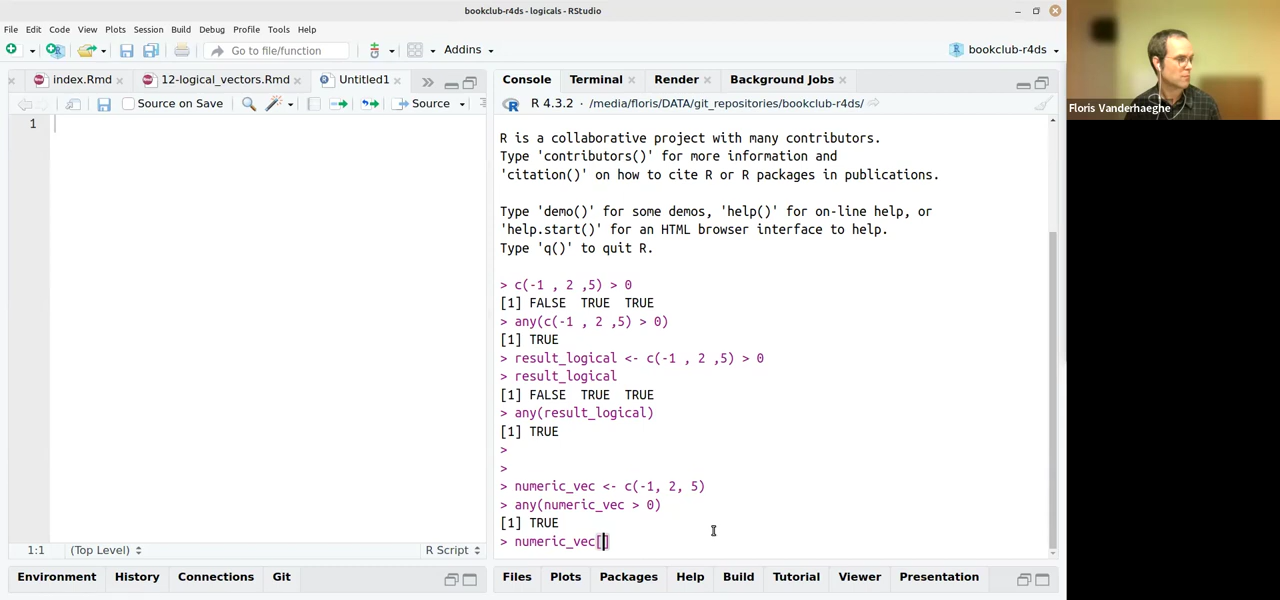 bookclub-r4ds - logicals - RStudio
File Edit Code View Plots Session Build Debug Profile Tools Help
Go to file/function
Addins
bookclub-r4ds
index.Rmd
12-logical_vectors.Rmd
Untitled1
Source on Save
Source
1
1:1 (Top Level)
R Script
Environment History Connections Git
Console Terminal Render Background Jobs
R 4.3.2 · /media/floris/DATA/git_repositories/bookclub-r4ds/
R is a collaborative project with many contributors.
Type 'contributors()' for more information and
'citation()' on how to cite R or R packages in publications.
Type 'demo()' for some demos, 'help()' for on-line help, or
'help.start()' for an HTML browser interface to help.
Type 'q()' to quit R.
> c(-1 , 2 ,5) > 0
[1] FALSE  TRUE  TRUE
> any(c(-1 , 2 ,5) > 0)
[1] TRUE
> result_logical <- c(-1 , 2 ,5) > 0
> result_logical
[1] FALSE  TRUE  TRUE
> any(result_logical)
[1] TRUE
>
>
> numeric_vec <- c(-1, 2, 5)
> any(numeric_vec > 0)
[1] TRUE
> numeric_vec[]
Files Plots Packages Help Build Tutorial Viewer Presentation
Floris Vanderhaeghe